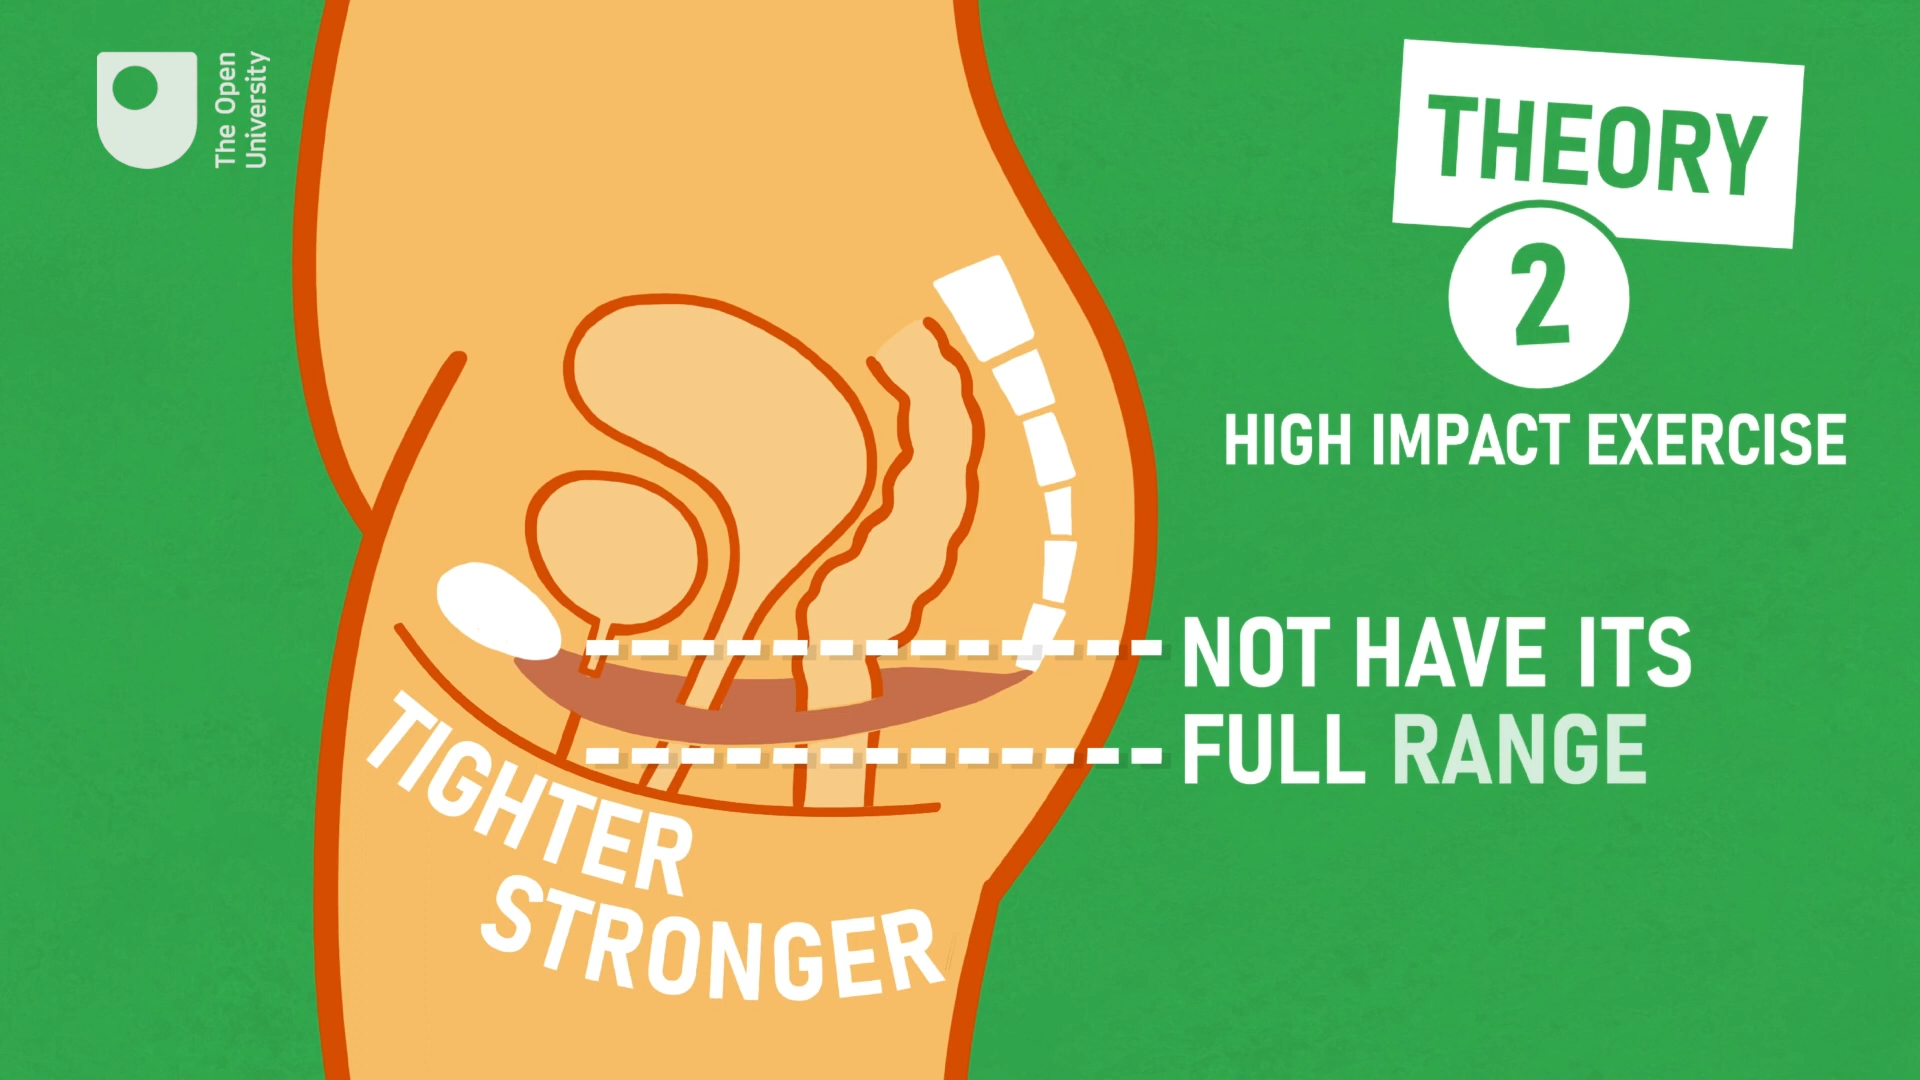 The Open
University
THEORY
2
HIGH IMPACT EXERCISE
NOT HAVE ITS
FULL RANGE
TIGHTER
STRONGER